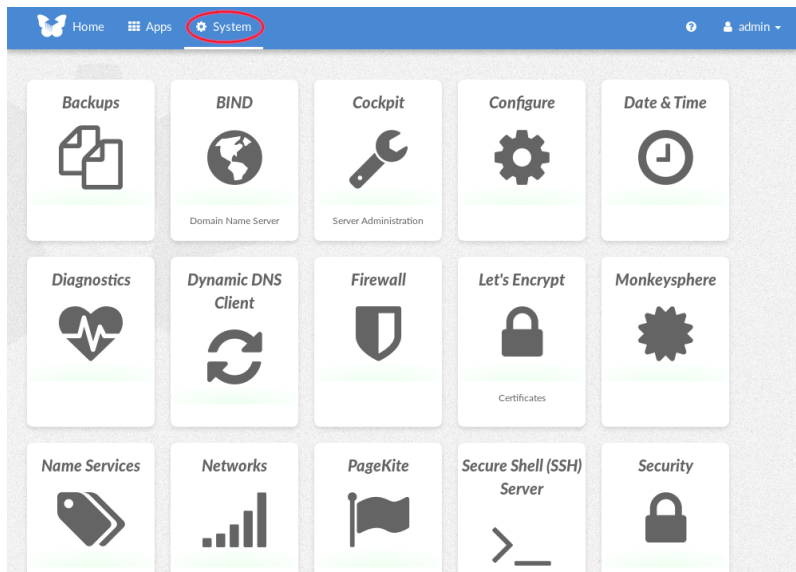 Home Apps System admin
Backups BIND Cockpit Configure Date & Time
Domain Name Server Server Administration
Diagnostics Dynamic DNS Client Firewall Let's Encrypt Monkeysphere
Certificates
Name Services Networks PageKite Secure Shell (SSH) Server Security